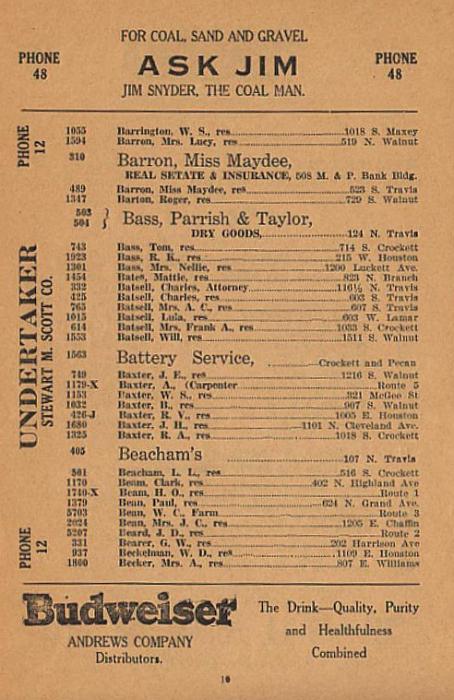 FOR COAL, SAND AND GRAVEL
PHONE 48 ASK JIM PHONE 48
JIM SNYDER, THE COAL MAN.
PHONE 12
UNDERTAKER
STEWART M. SCOTT CO.
PHONE 12
1055 Barrington, W. S., res. 1018 S. Maxey
1594 Barron, Mrs. Lucy, res. 519 N. Walnut
310 Barron, Miss Maydee,
REAL SETATE & INSURANCE, 508 M. & P. Bank Bldg.
489 Barron, Miss Maydee, res. 523 S. Travis
1347 Barton, Roger, res. 729 S. Walnut
503 } Bass, Parrish & Taylor,
504 } DRY GOODS, 124 N. Travis
743 Bass, Tom, res. 714 S. Crockett
1923 Bass, R. K., res. 215 W. Houston
1301 Bass, Mrs. Nellie, res. 1200 Luckett Ave.
1454 Bates, Mattie, res. 823 N. Branch
332 Batsell, Charles, Attorney 116½ N. Travis
425 Batsell, Charles, res. 603 S. Travis
765 Batsell, Mrs. A. C., res. 607 S. Travis
1015 Batsell, Lula, res. 603 W. Lamar
614 Batsell, Mrs. Frank A., res. 1033 S. Crockett
1553 Batsell, Will, res. 1511 S. Walnut
1563 Battery Service, Crockett and Pecan
749 Baxter, J. E., res. 1216 S. Walnut
1179-X Baxter, A., (Carpenter Route 5
1153 Baxter, W. S., res. 321 McGee St
1032 Baxter, B., res. 907 S. Walnut
426-J Baxter, R V., res. 1005 E. Houston
1680 Baxter, J. H., res. 1101 N. Cleveland Ave.
1325 Baxter, R. A., res. 1018 S. Crockett
405 Beacham's 107 N. Travis
501 Beacham, L. L., res. 516 S. Crockett
1170 Beam, Clark, res. 402 N. Highland Ave
1740-X Beam, H. O., res. Route 1
1379 Bean, Paul, res. 624 N. Grand Ave.
5703 Bean, W. C., Farm Route 3
2024 Bean, Mrs. J. C., res. 1205 E. Chaffin
5207 Beard, J. D., res. Route 2
331 Bearer, G. W., res. 202 Harrison Ave
937 Beckelman, W. D., res. 1109 E. Houston
1860 Becker, Mrs. A., res. 807 E. Williams
Budweiser
ANDREWS COMPANY
Distributors.
The Drink—Quality, Purity
and Healthfulness
Combined
10